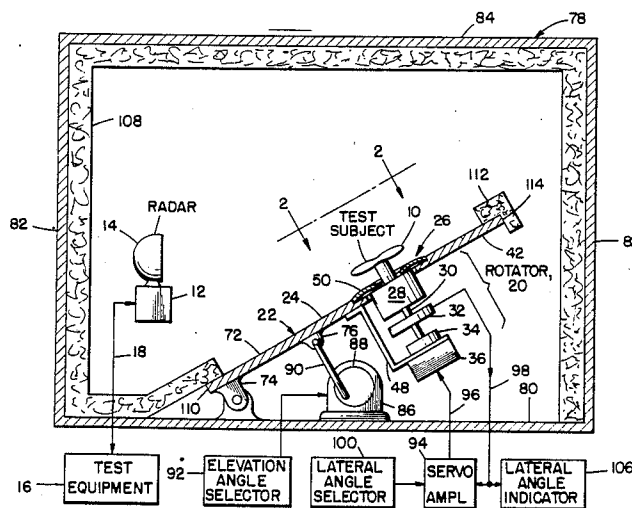 84
78
108
2
2
112
114
82
14
RADAR
TEST
SUBJECT
10
26
42
8
50
30
ROTATOR,
20
12
24
28
32
22
72
76
34
18
74
88
36
98
90
48
110
86
96
80
92
100
94
16
TEST
EQUIPMENT
ELEVATION
ANGLE
SELECTOR
LATERAL
ANGLE
SELECTOR
SERVO
AMPL
LATERAL
ANGLE
INDICATOR
106